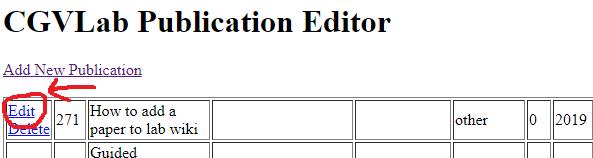 CGVLab Publication Editor
Add New Publication
Edit
Delete
271
How to add a
paper to lab wiki
other
0
2019
Guided